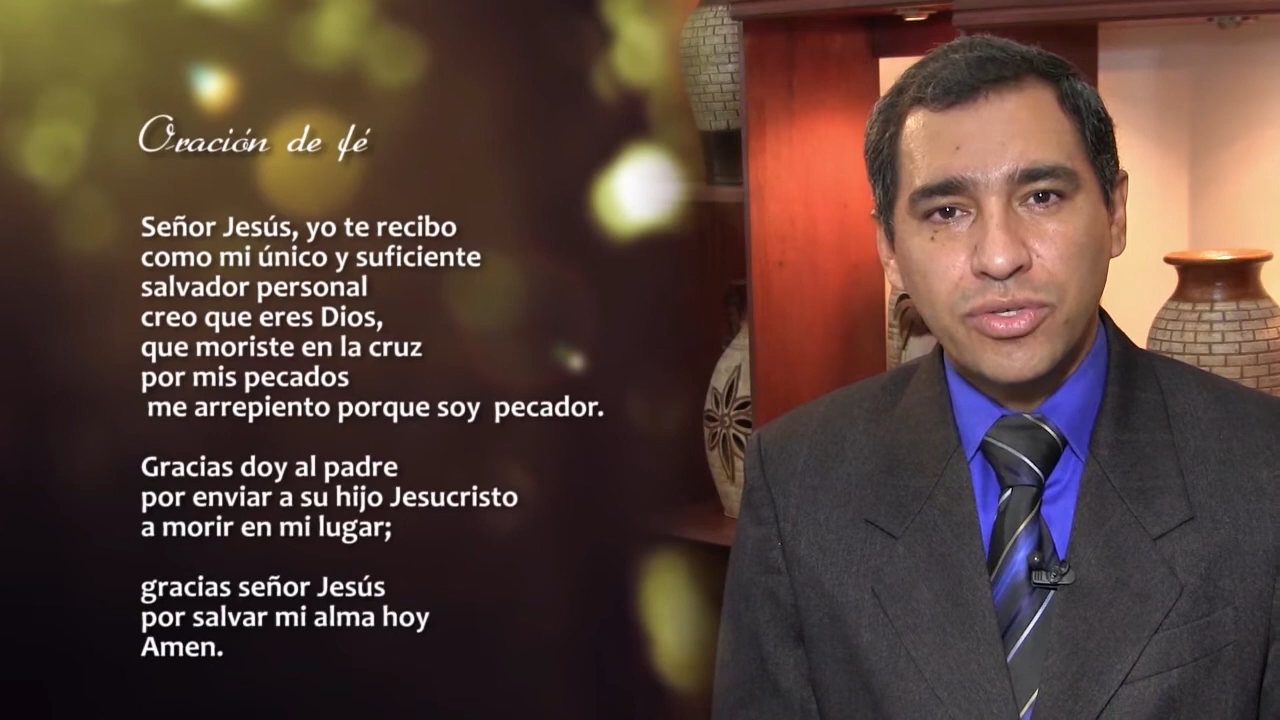 Oración de fé
Señor Jesús, yo te recibo
como mi único y suficiente
salvador personal
creo que eres Dios,
que moriste en la cruz
por mis pecados
me arrepiento porque soy pecador.
Gracias doy al padre
por enviar a su hijo Jesucristo
a morir en mi lugar;
gracias señor Jesús
por salvar mi alma hoy
Amen.